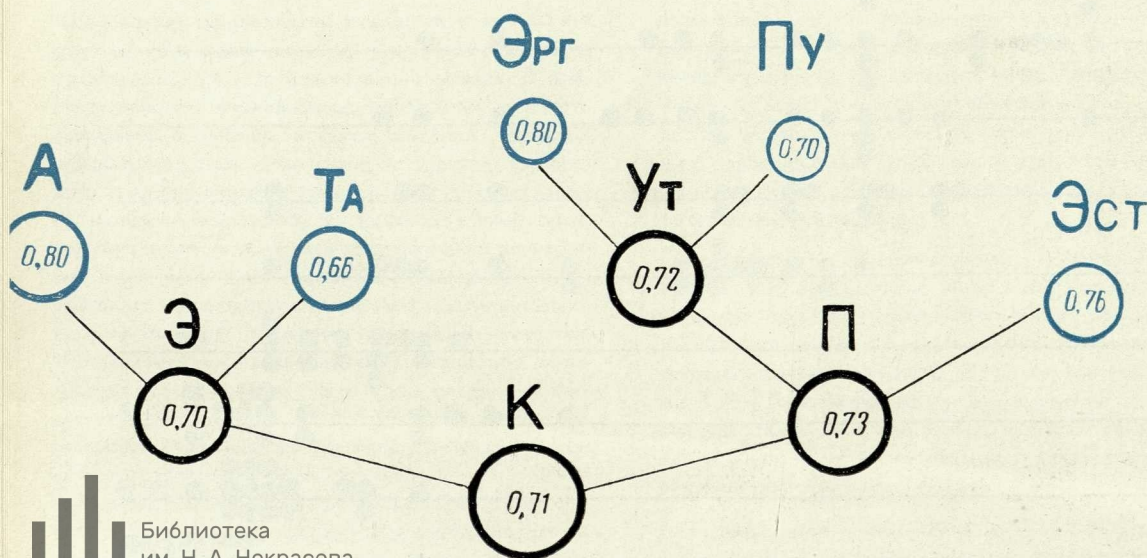 Эрг
Пу
0,80
0,70
А
Та
Ут
Эст
0,80
0,66
0,72
0,76
Э
П
0,70
К
0,73
0,71
Библиотека
им. Н. А. Некрасова